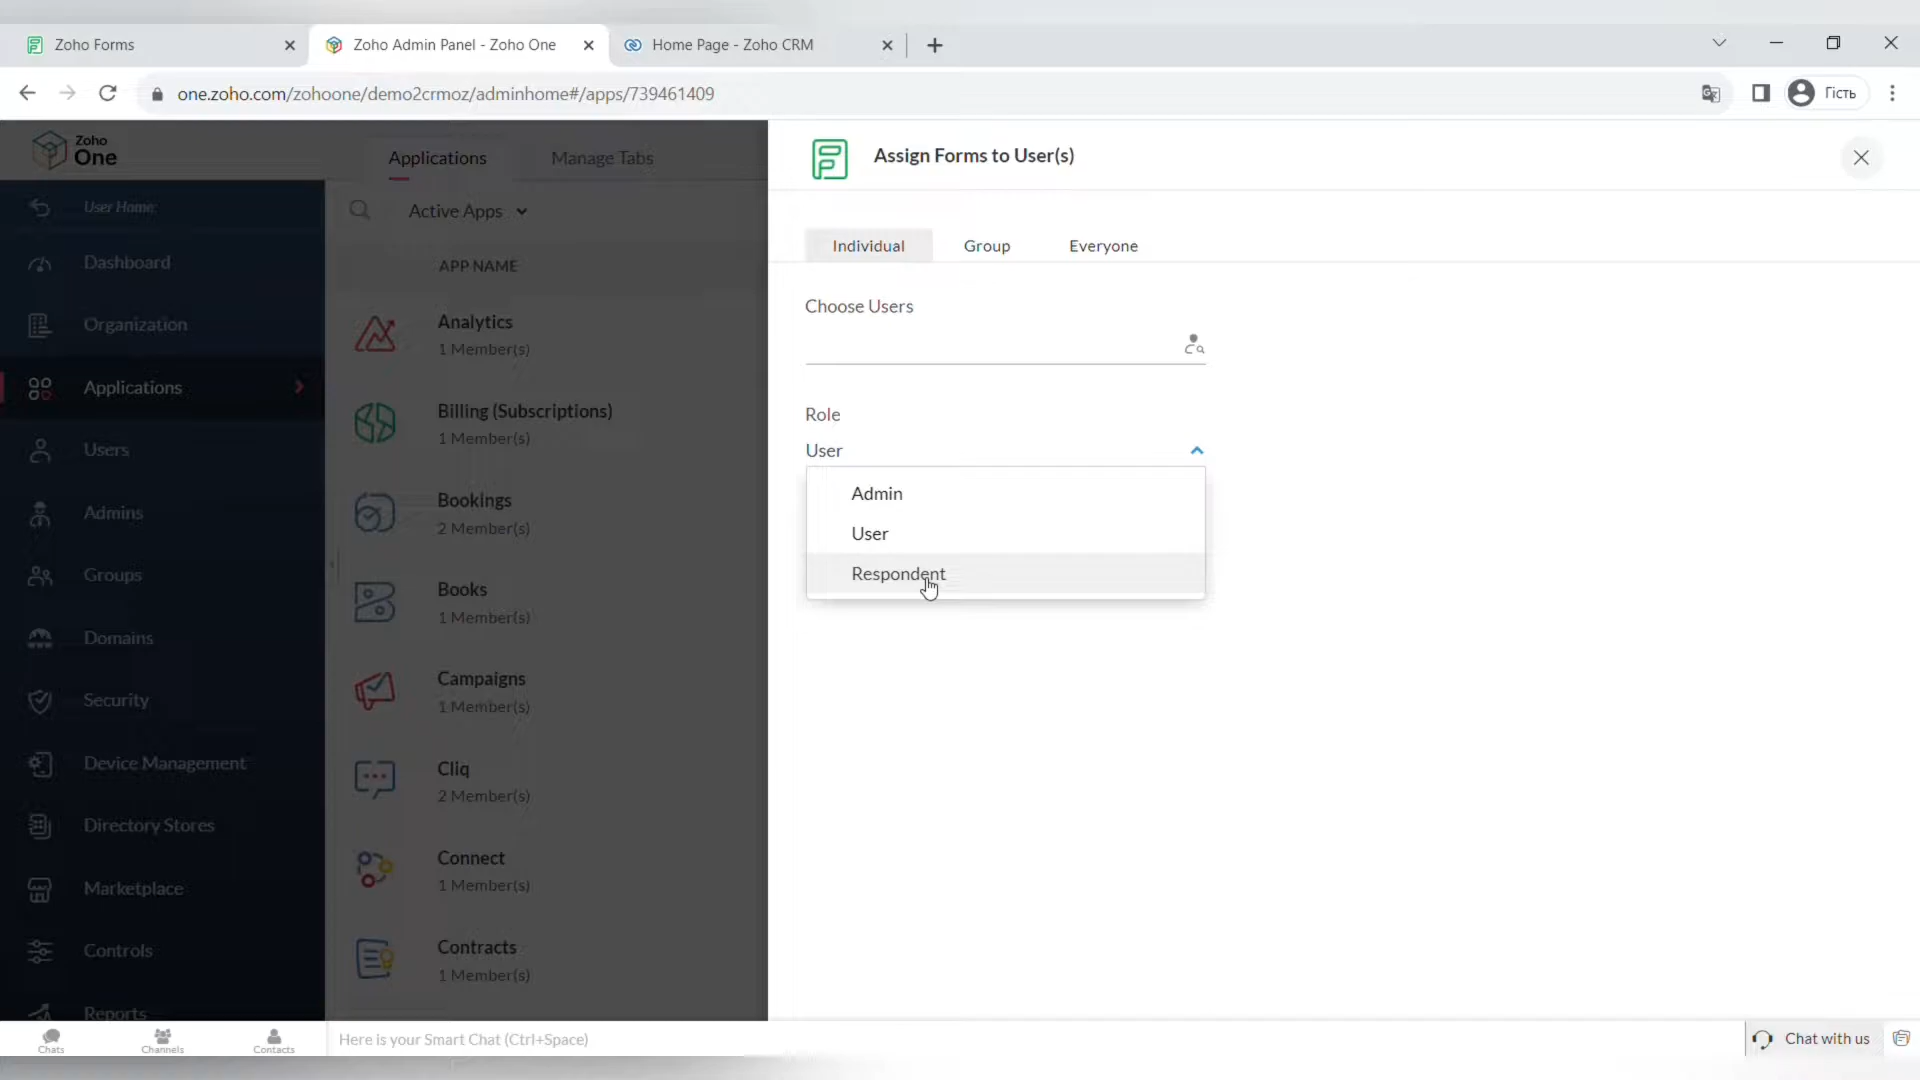 Zoho Forms
Zoho Admin Panel - Zoho One
Home Page - Zoho CRM
one.zoho.com/zohoone/demo2crmoz/adminhome#/apps/739461409
Гість
Zoho
One
User Home
Dashboard
Organization
Applications
Users
Admins
Groups
Domains
Security
Device Management
Directory Stores
Marketplace
Controls
Reports
Applications
Manage Tabs
Active Apps
APP NAME
Analytics
1 Member(s)
Billing (Subscriptions)
1 Member(s)
Bookings
2 Member(s)
Books
1 Member(s)
Campaigns
1 Member(s)
Cliq
2 Member(s)
Connect
1 Member(s)
Contracts
1 Member(s)
Assign Forms to User(s)
Individual
Group
Everyone
Choose Users
Role
User
Admin
User
Respondent
Chats
Channels
Contacts
Here is your Smart Chat (Ctrl+Space)
Chat with us